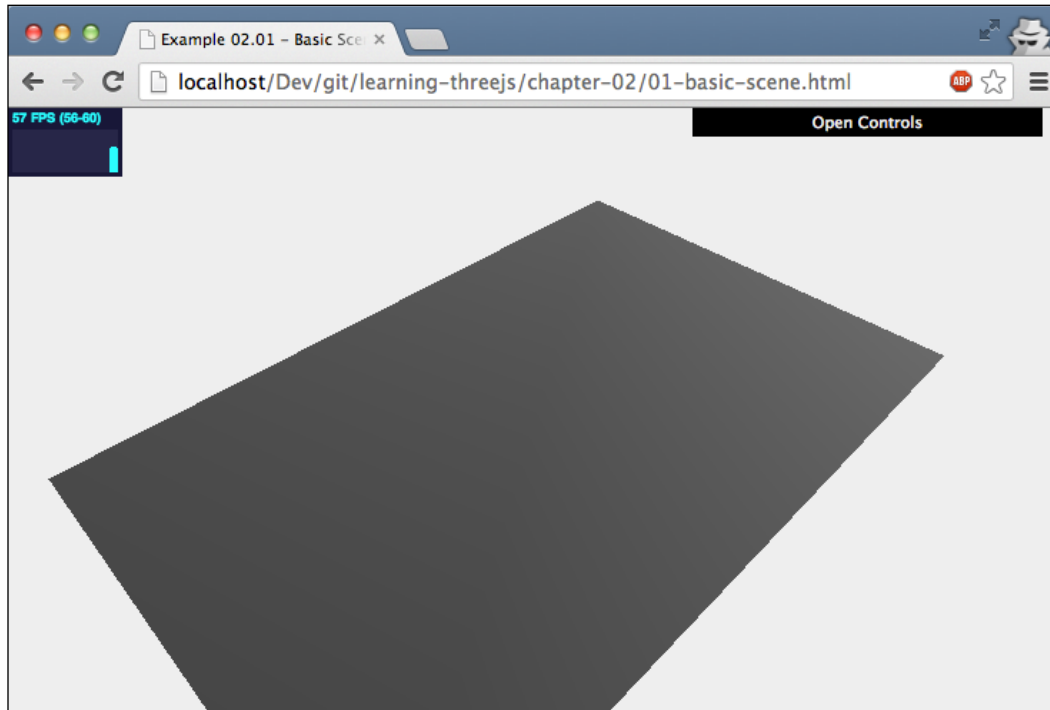 Example 02.01 – Basic Sce
localhost/Dev/git/learning-threejs/chapter-02/01-basic-scene.html
ABP
57 FPS (56-60)
Open Controls